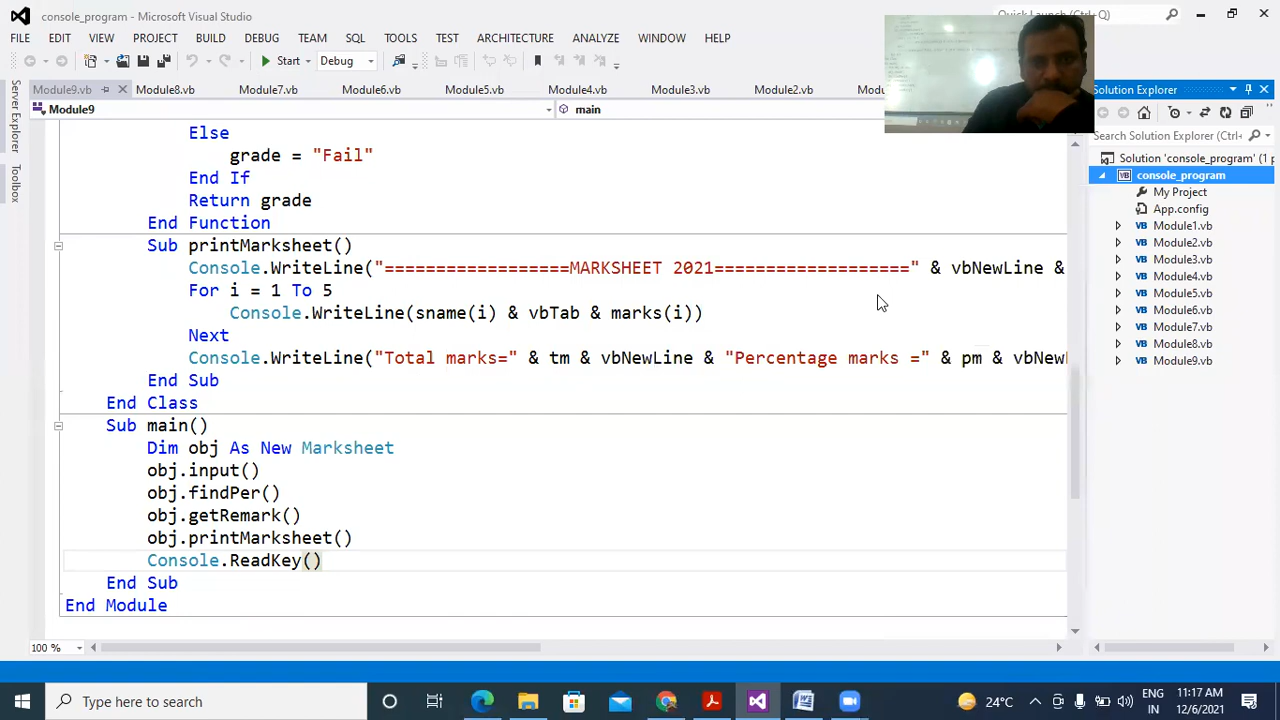 console_program - Microsoft Visual Studio
Quick Launch (Ctrl+Q)
FILE EDIT VIEW PROJECT DEBUG TOOLS TEST ARCHITECTURE ANALYZE WINDOW HELP
Start Debug
Module9.vb Module8.vb Module7.vb Module6.vb Module5.vb Module4.vb Module3.vb Module2.vb Modu
Solution Explorer
Module9 main
Server Explorer
Toolbox
Search Solution Explorer (Ctrl+
Solution 'console_program' (1 p
console_program
My Project
App.config
Module1.vb
Module2.vb
Module3.vb
Module4.vb
Module5.vb
Module6.vb
Module7.vb
Module8.vb
Module9.vb
Else
grade = "Fail"
End If
Return grade
End Function
Sub printMarksheet()
Console.WriteLine("==================MARKSHEET 2021===================" & vbNewLine &
For i = 1 To 5
Console.WriteLine(sname(i) & vbTab & marks(i))
Next
Console.WriteLine("Total marks=" & tm & vbNewLine & "Percentage marks =" & pm & vbNewL
End Sub
End Class
Sub main()
Dim obj As New Marksheet
obj.input()
obj.findPer()
obj.getRemark()
obj.printMarksheet()
Console.ReadKey()
End Sub
End Module
100 %
Type here to search
24°C
ENG
IN
11:17 AM
12/6/2021